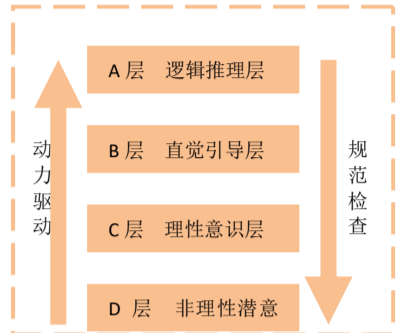 A 层 逻辑推理层
B 层 直觉引导层
C 层 理性意识层
D 层 非理性潜意
动力驱动
规范检查